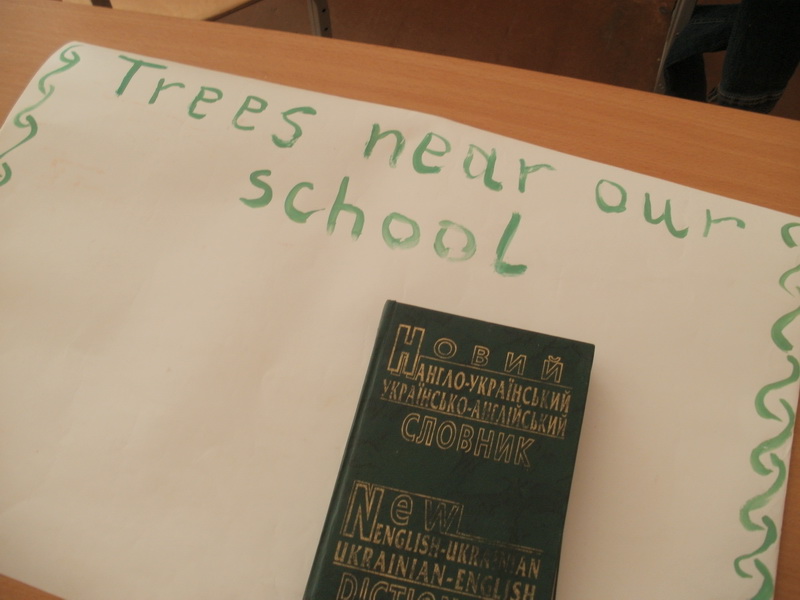 Trees near our
school
НОВИЙ
АНГЛО-УКРАЇНСЬКИЙ
УКРАЇНСЬКО-АНГЛІЙСЬКИЙ
СЛОВНИК
New
ENGLISH-UKRAINIAN
UKRAINIAN-ENGLISH